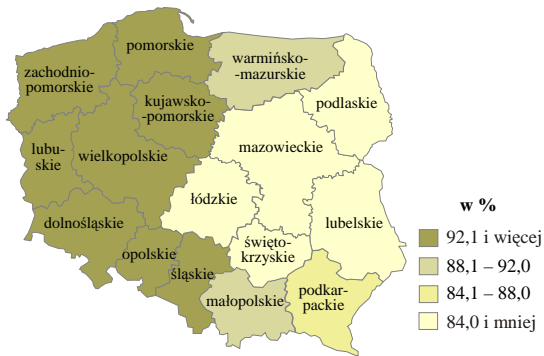 pomorskie
warmińsko-
-mazurskie
zachodnio-
pomorskie
podlaskie
kujawsko-
-pomorskie
mazowieckie
lubu-
skie
wielkopolskie
łódzkie
lubelskie
dolnośląskie
święto-
krzyskie
opolskie
śląskie
małopolskie
podkar-
packie
w %
92,1 i więcej
88,1 – 92,0
84,1 – 88,0
84,0 i mniej